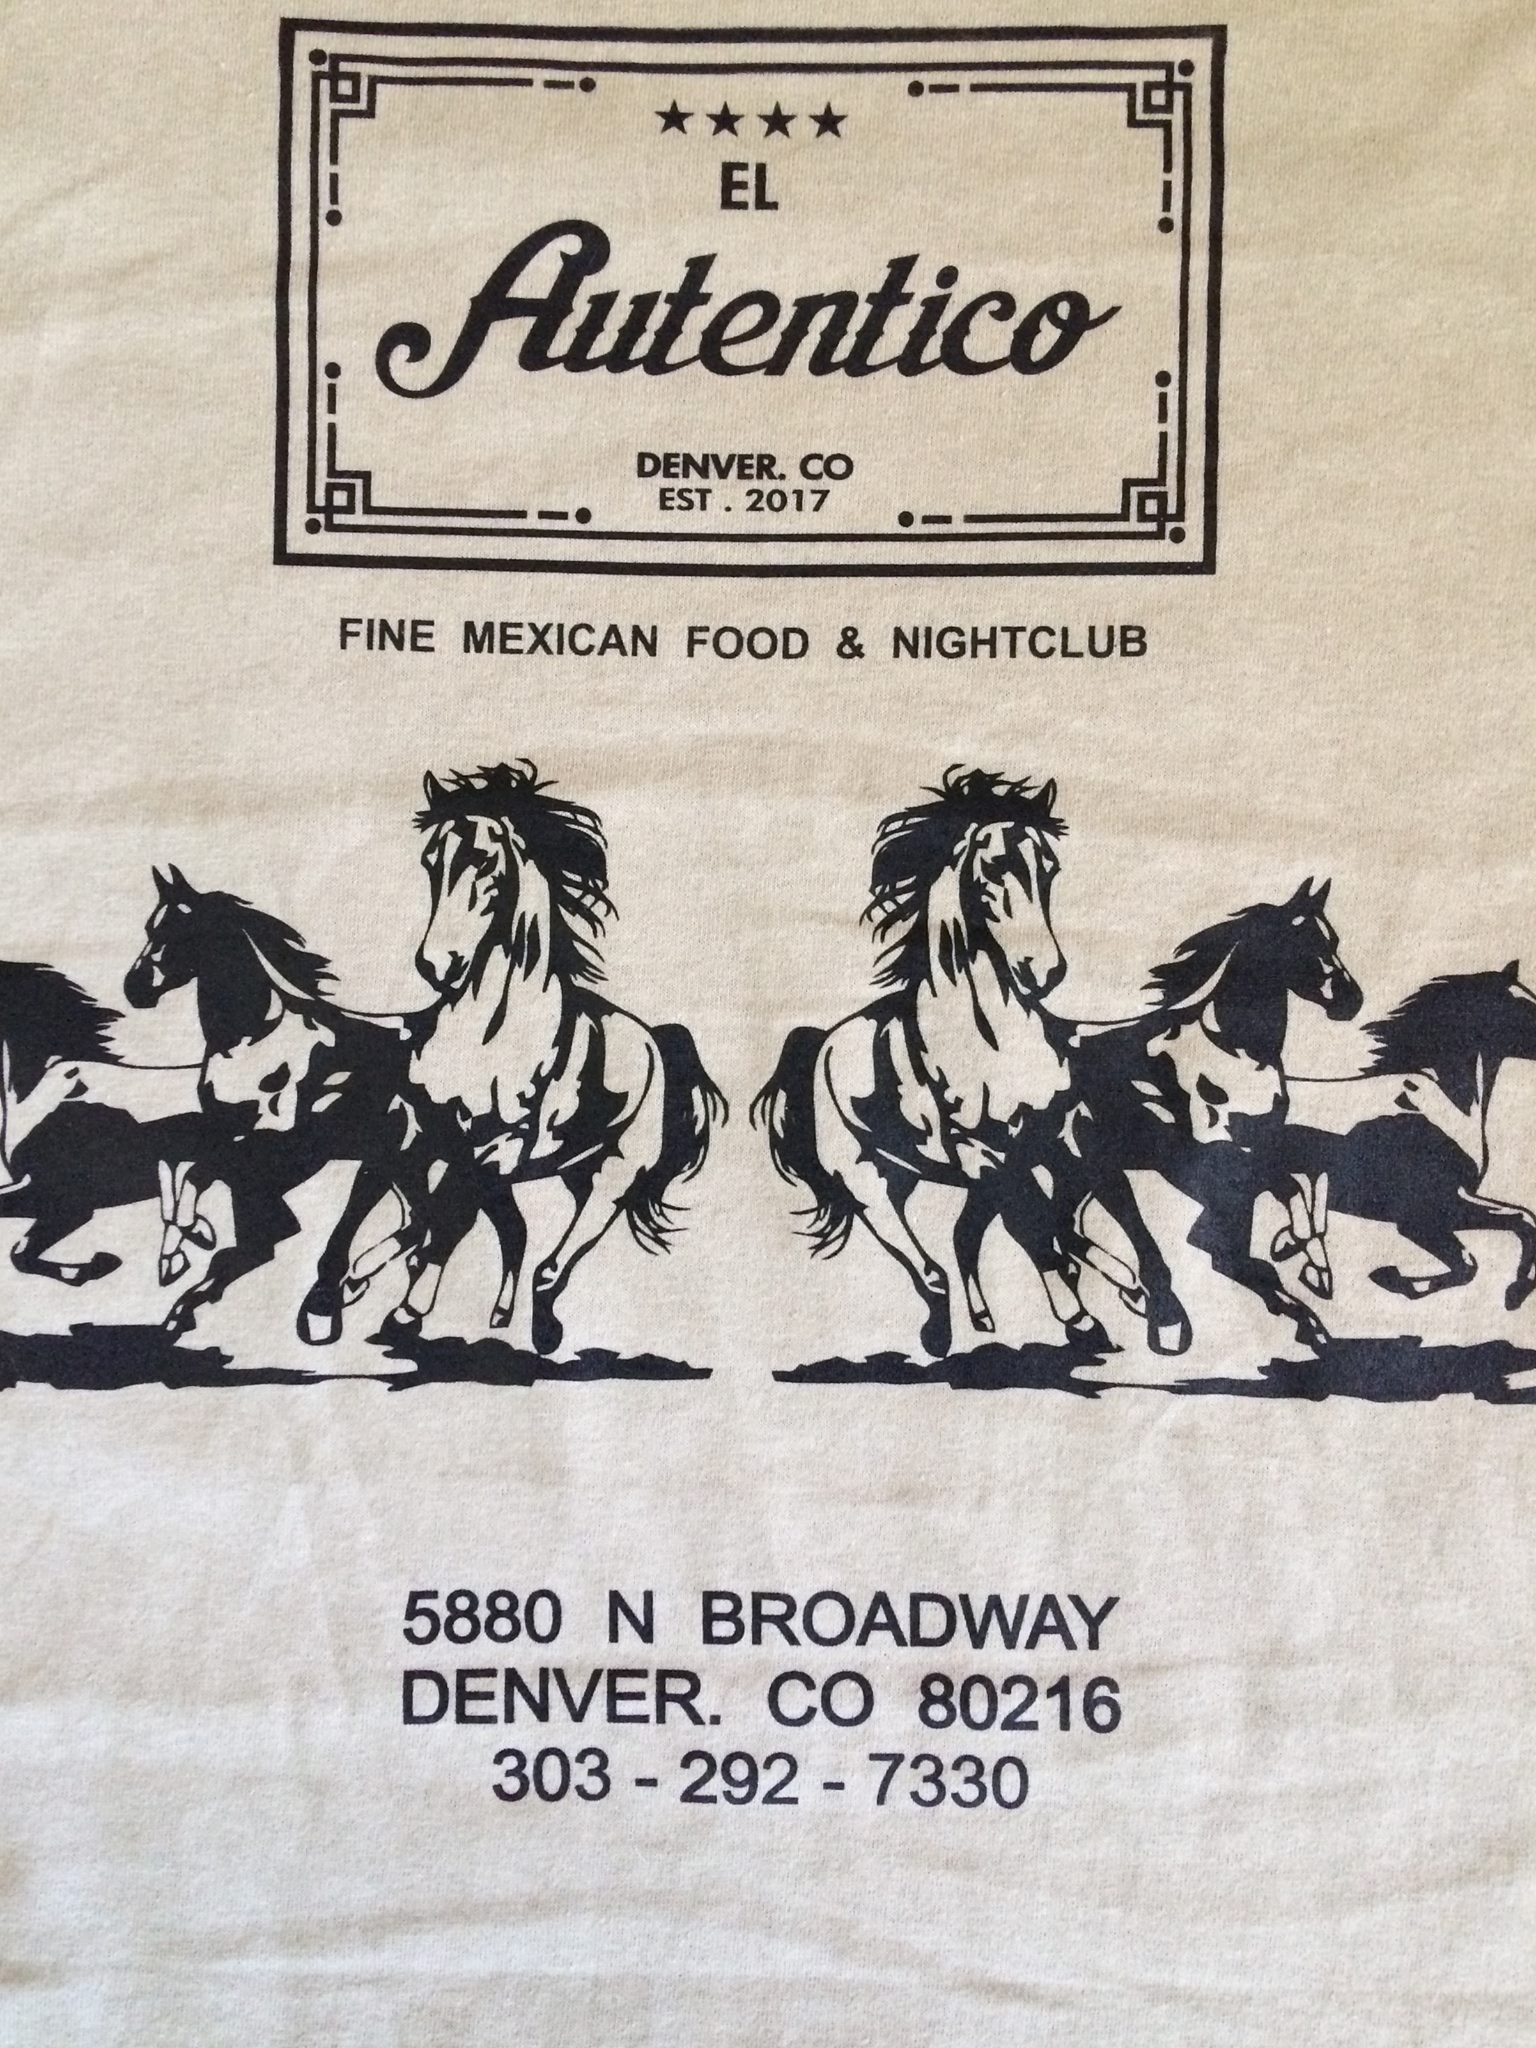 EL
Autentico
DENVER. CO
EST . 2017
FINE MEXICAN FOOD & NIGHTCLUB
5880 N BROADWAY
DENVER. CO 80216
303 - 292 - 7330